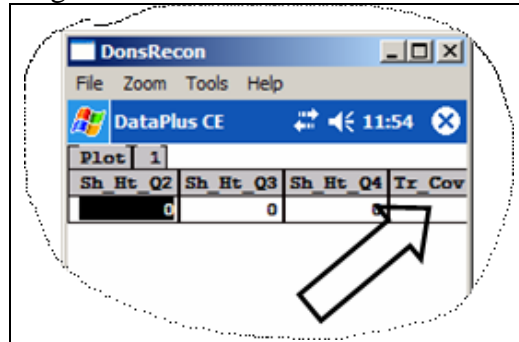 DonsRecon
File Zoom Tools Help
DataPlus CE 11:54
Plot 1
Sh_Ht_Q2 Sh_Ht_Q3 Sh_Ht_Q4 Tr_Cov
0 0 0